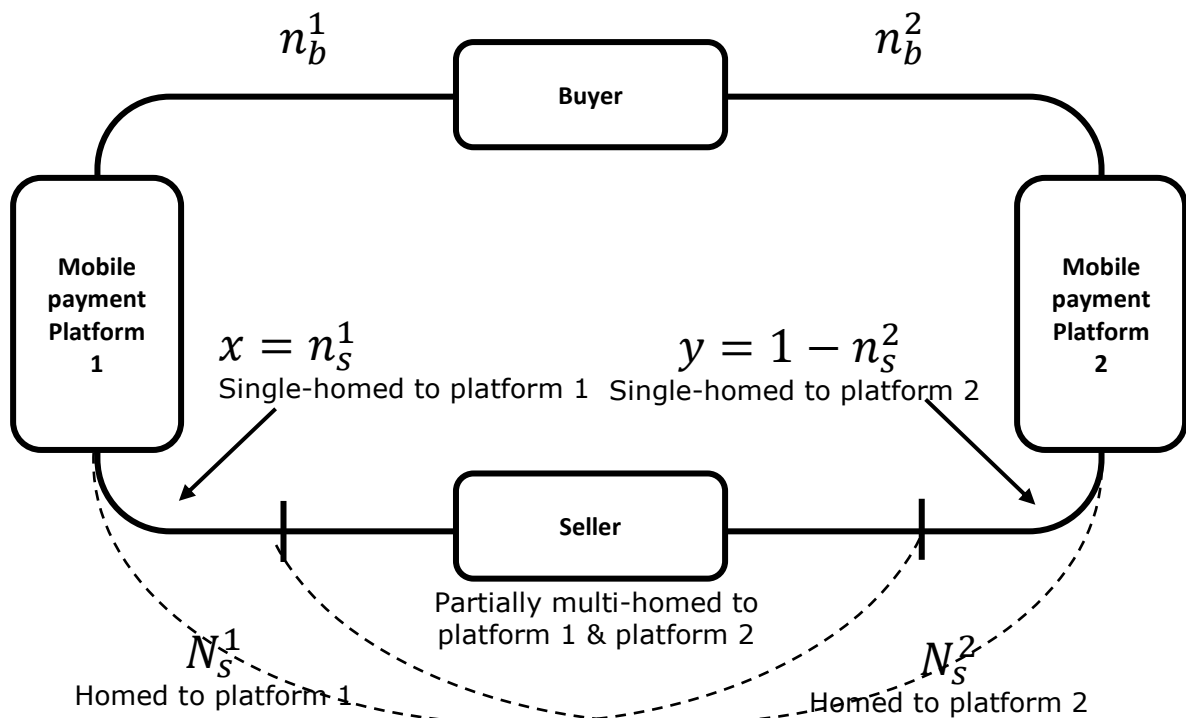 n_b^1
n_b^2
Buyer
Mobile
payment
Platform
1
Mobile
payment
Platform
2
x = n_s^1
y = 1 − n_s^2
Single-homed to platform 1
Single-homed to platform 2
Seller
Partially multi-homed to
platform 1 & platform 2
N_s^1
N_s^2
Homed to platform 1
Homed to platform 2